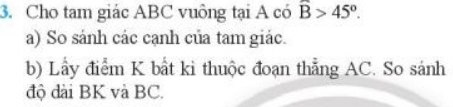 3. Cho tam giác ABC vuông tại A có B̂ > 45°.
a) So sánh các cạnh của tam giác.
b) Lấy điểm K bất kì thuộc đoạn thẳng AC. So sánh
độ dài BK và BC.